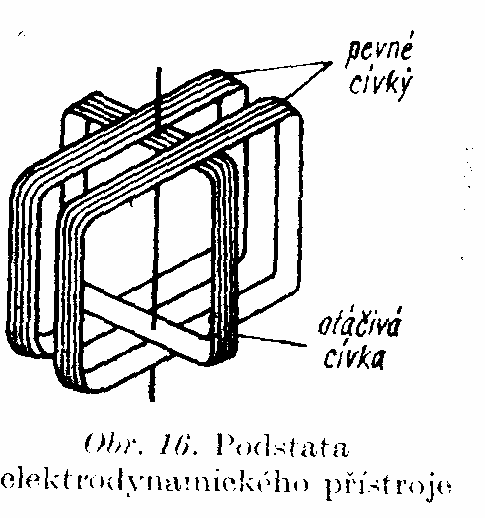 pevné
cívky
otáčivá
cívka
Obr. 16. Podstata
elektrodynamického přístroje